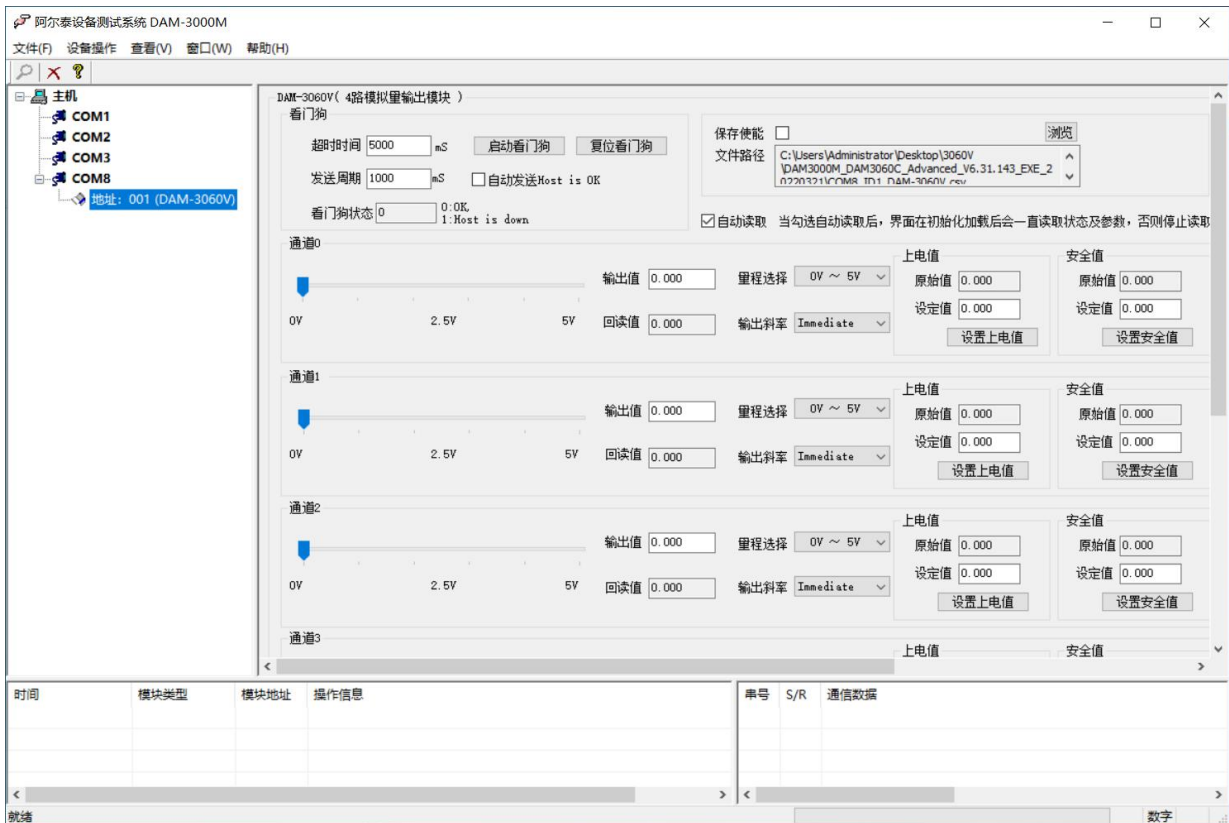 阿尔泰设备测试系统 DAM-3000M
文件(F) 设备操作 查看(V) 窗口(W) 帮助(H)
主机
COM1
COM2
COM3
COM8
地址：001 (DAM-3060V)
DAM-3060V( 4路模拟量输出模块 )
看门狗
超时时间 5000 mS 启动看门狗 复位看门狗
发送周期 1000 mS 自动发送Host is OK
看门狗状态 0 0:OK,
1:Host is down
保存使能 浏览
文件路径 C:\Users\Administrator\Desktop\3060V
\DAM3000M_DAM3060C_Advanced_V6.31.143_EXE_2
0220321\COM8_ID1_DAM-3060V.csv
自动读取 当勾选自动读取后，界面在初始化加载后会一直读取状态及参数，否则停止读取
通道0
输出值 0.000 量程选择 0V ～ 5V
0V 2.5V 5V 回读值 0.000 输出斜率 Immediate
上电值
原始值 0.000
设定值 0.000
设置上电值
安全值
原始值 0.000
设定值 0.000
设置安全值
通道1
输出值 0.000 量程选择 0V ～ 5V
0V 2.5V 5V 回读值 0.000 输出斜率 Immediate
上电值
原始值 0.000
设定值 0.000
设置上电值
安全值
原始值 0.000
设定值 0.000
设置安全值
通道2
输出值 0.000 量程选择 0V ～ 5V
0V 2.5V 5V 回读值 0.000 输出斜率 Immediate
上电值
原始值 0.000
设定值 0.000
设置上电值
安全值
原始值 0.000
设定值 0.000
设置安全值
通道3
上电值 安全值
时间 模块类型 模块地址 操作信息
串号 S/R 通信数据
就绪 数字